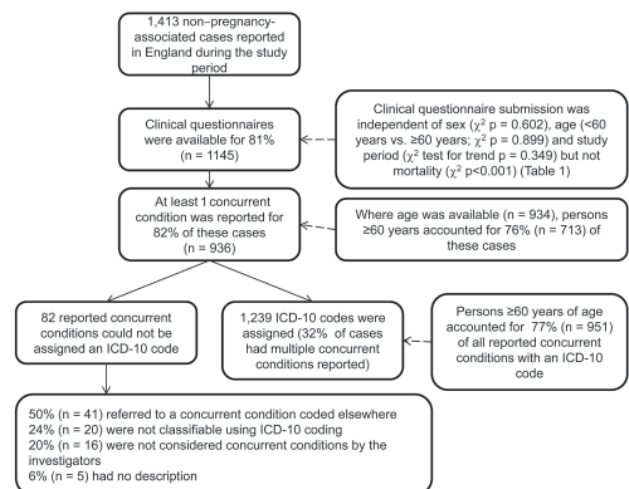 1,413 non–pregnancy-
associated cases reported
in England during the study
period
Clinical questionnaires
were available for 81%
(n = 1145)
Clinical questionnaire submission was
independent of sex (χ² p = 0.602), age (<60
years vs. ≥60 years; χ² p = 0.899) and study
period (χ² test for trend p = 0.349) but not
mortality (χ² p<0.001) (Table 1)
At least 1 concurrent
condition was reported for
82% of these cases
(n = 936)
Where age was available (n = 934), persons
≥60 years accounted for 76% (n = 713) of
these cases
82 reported concurrent
conditions could not be
assigned an ICD-10 code
1,239 ICD-10 codes were
assigned (32% of cases
had multiple concurrent
conditions reported)
Persons ≥60 years of age
accounted for 77% (n = 951)
of all reported concurrent
conditions with an ICD-10
code
50% (n = 41) referred to a concurrent condition coded elsewhere
24% (n = 20) were not classifiable using ICD-10 coding
20% (n = 16) were not considered concurrent conditions by the
investigators
6% (n = 5) had no description